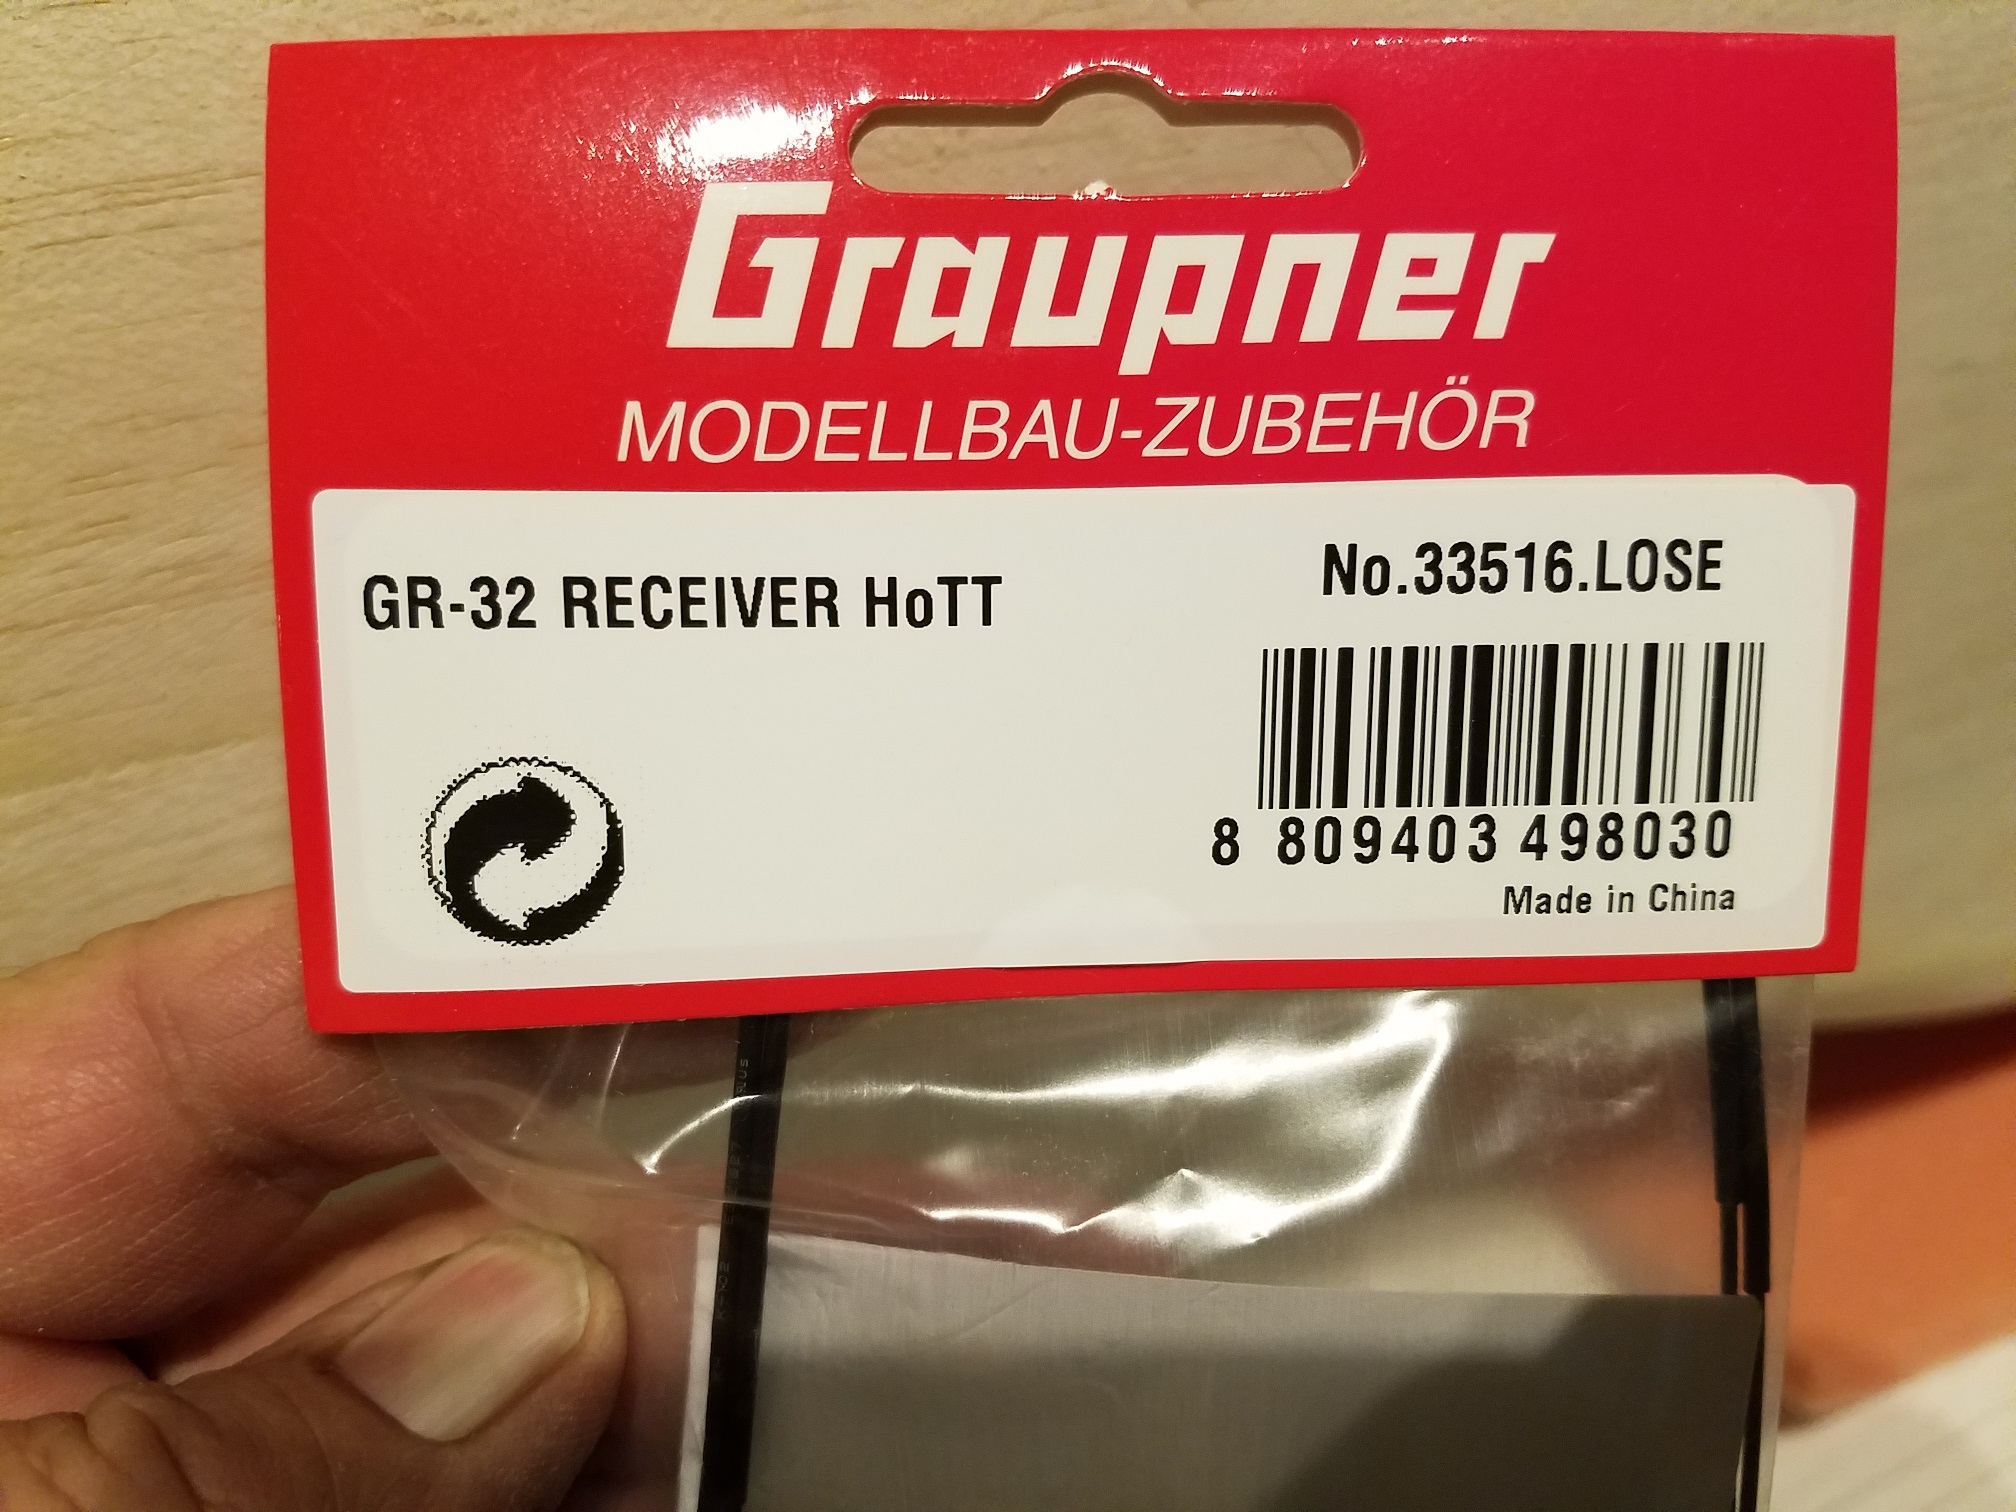 Graupner
MODELLBAU-ZUBEHÖR
GR-32 RECEIVER HoTT
No.33516.LOSE
8 809403 498030
Made in China